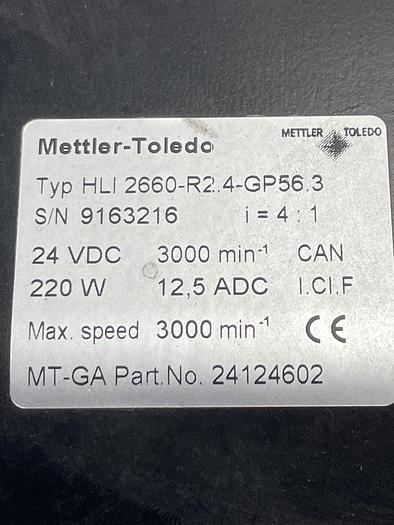 Mettler-Toledo
METTLER TOLEDO
Typ HLI 2660-R2.4-GP56.3
S/N 9163216 i = 4 : 1
24 VDC 3000 min⁻¹ CAN
220 W 12,5 ADC I.Cl.F
Max. speed 3000 min⁻¹ CE
MT-GA Part.No. 24124602